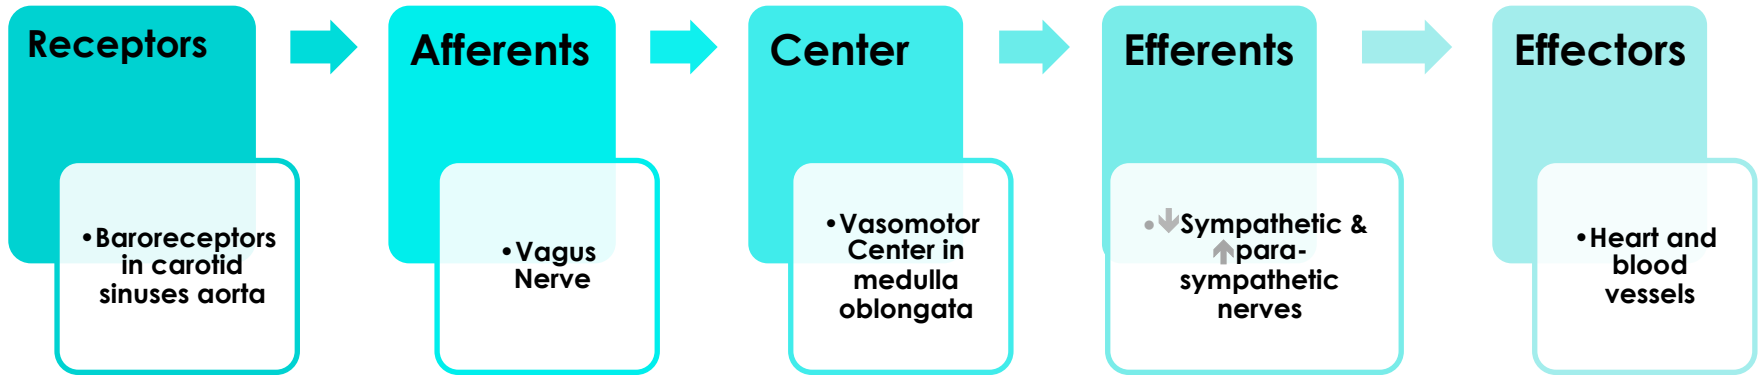 Receptors
•Baroreceptors
in carotid
sinuses aorta
Afferents
•Vagus
Nerve
Center
•Vasomotor
Center in
medulla
oblongata
Efferents
•↓Sympathetic &
↑para-
sympathetic
nerves
Effectors
•Heart and
blood
vessels